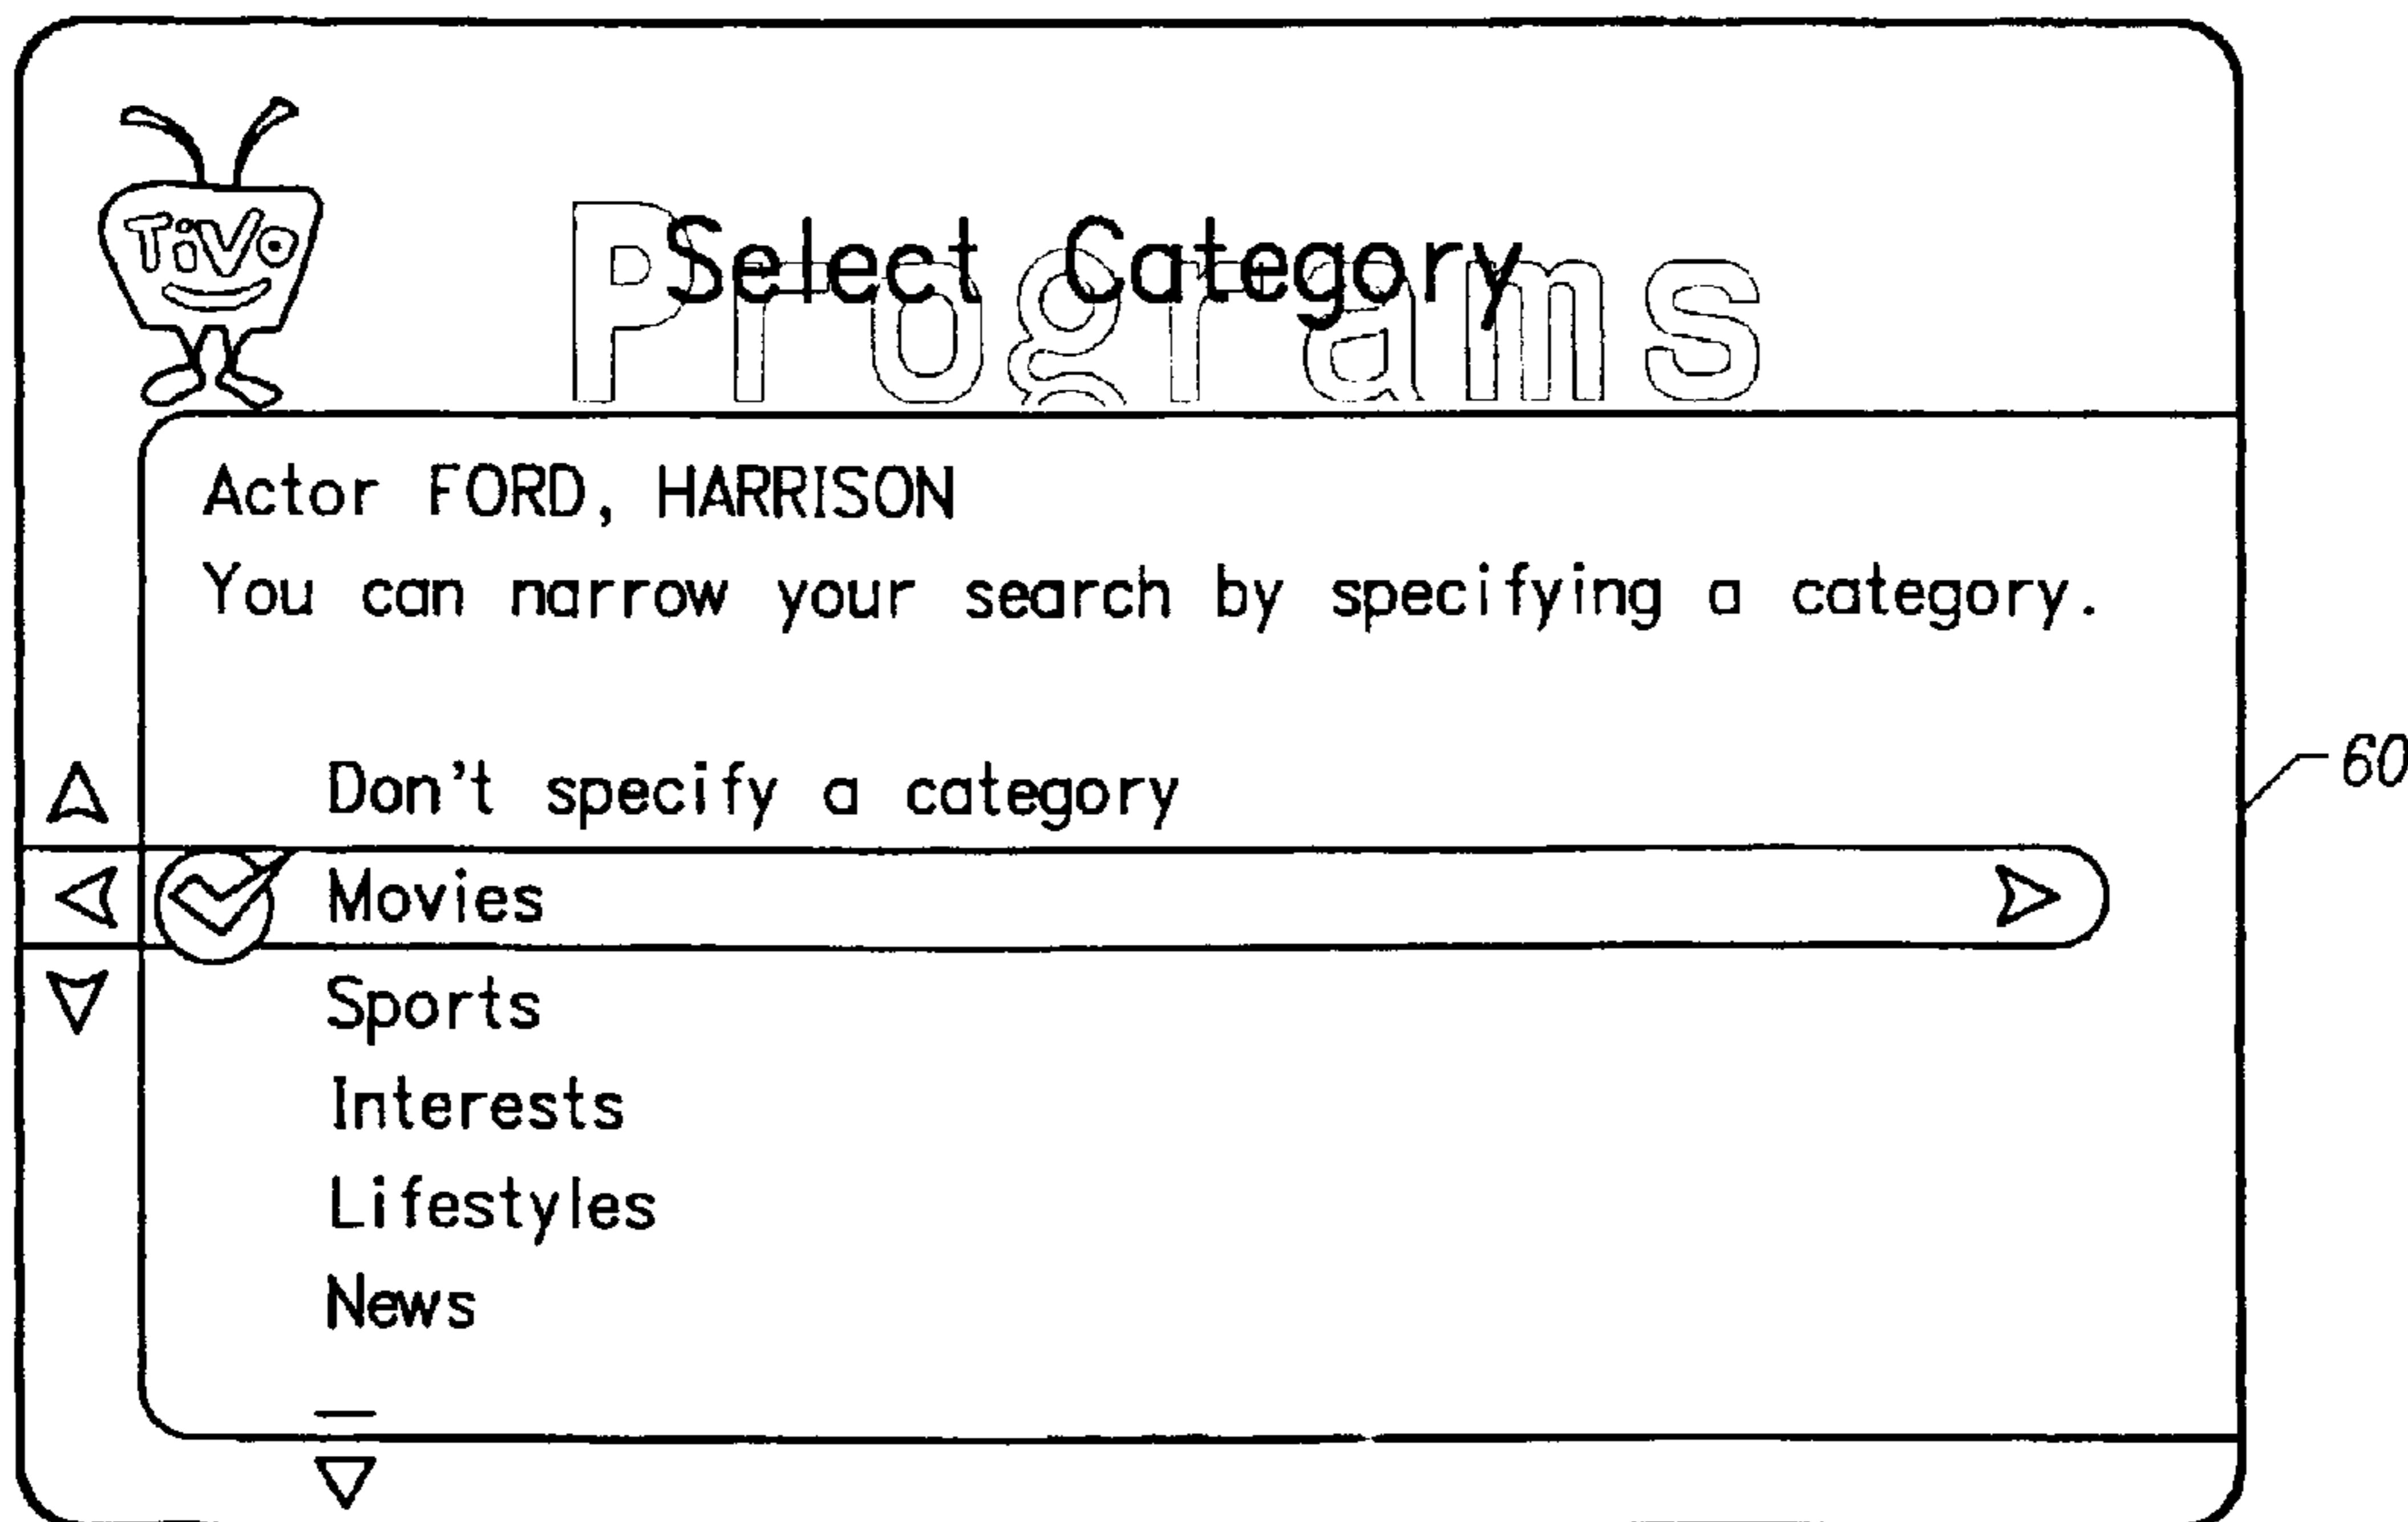 TiVo
Select Category
Programs
Actor FORD, HARRISON
You can narrow your search by specifying a category.
Don't specify a category
Movies
Sports
Interests
Lifestyles
News
60